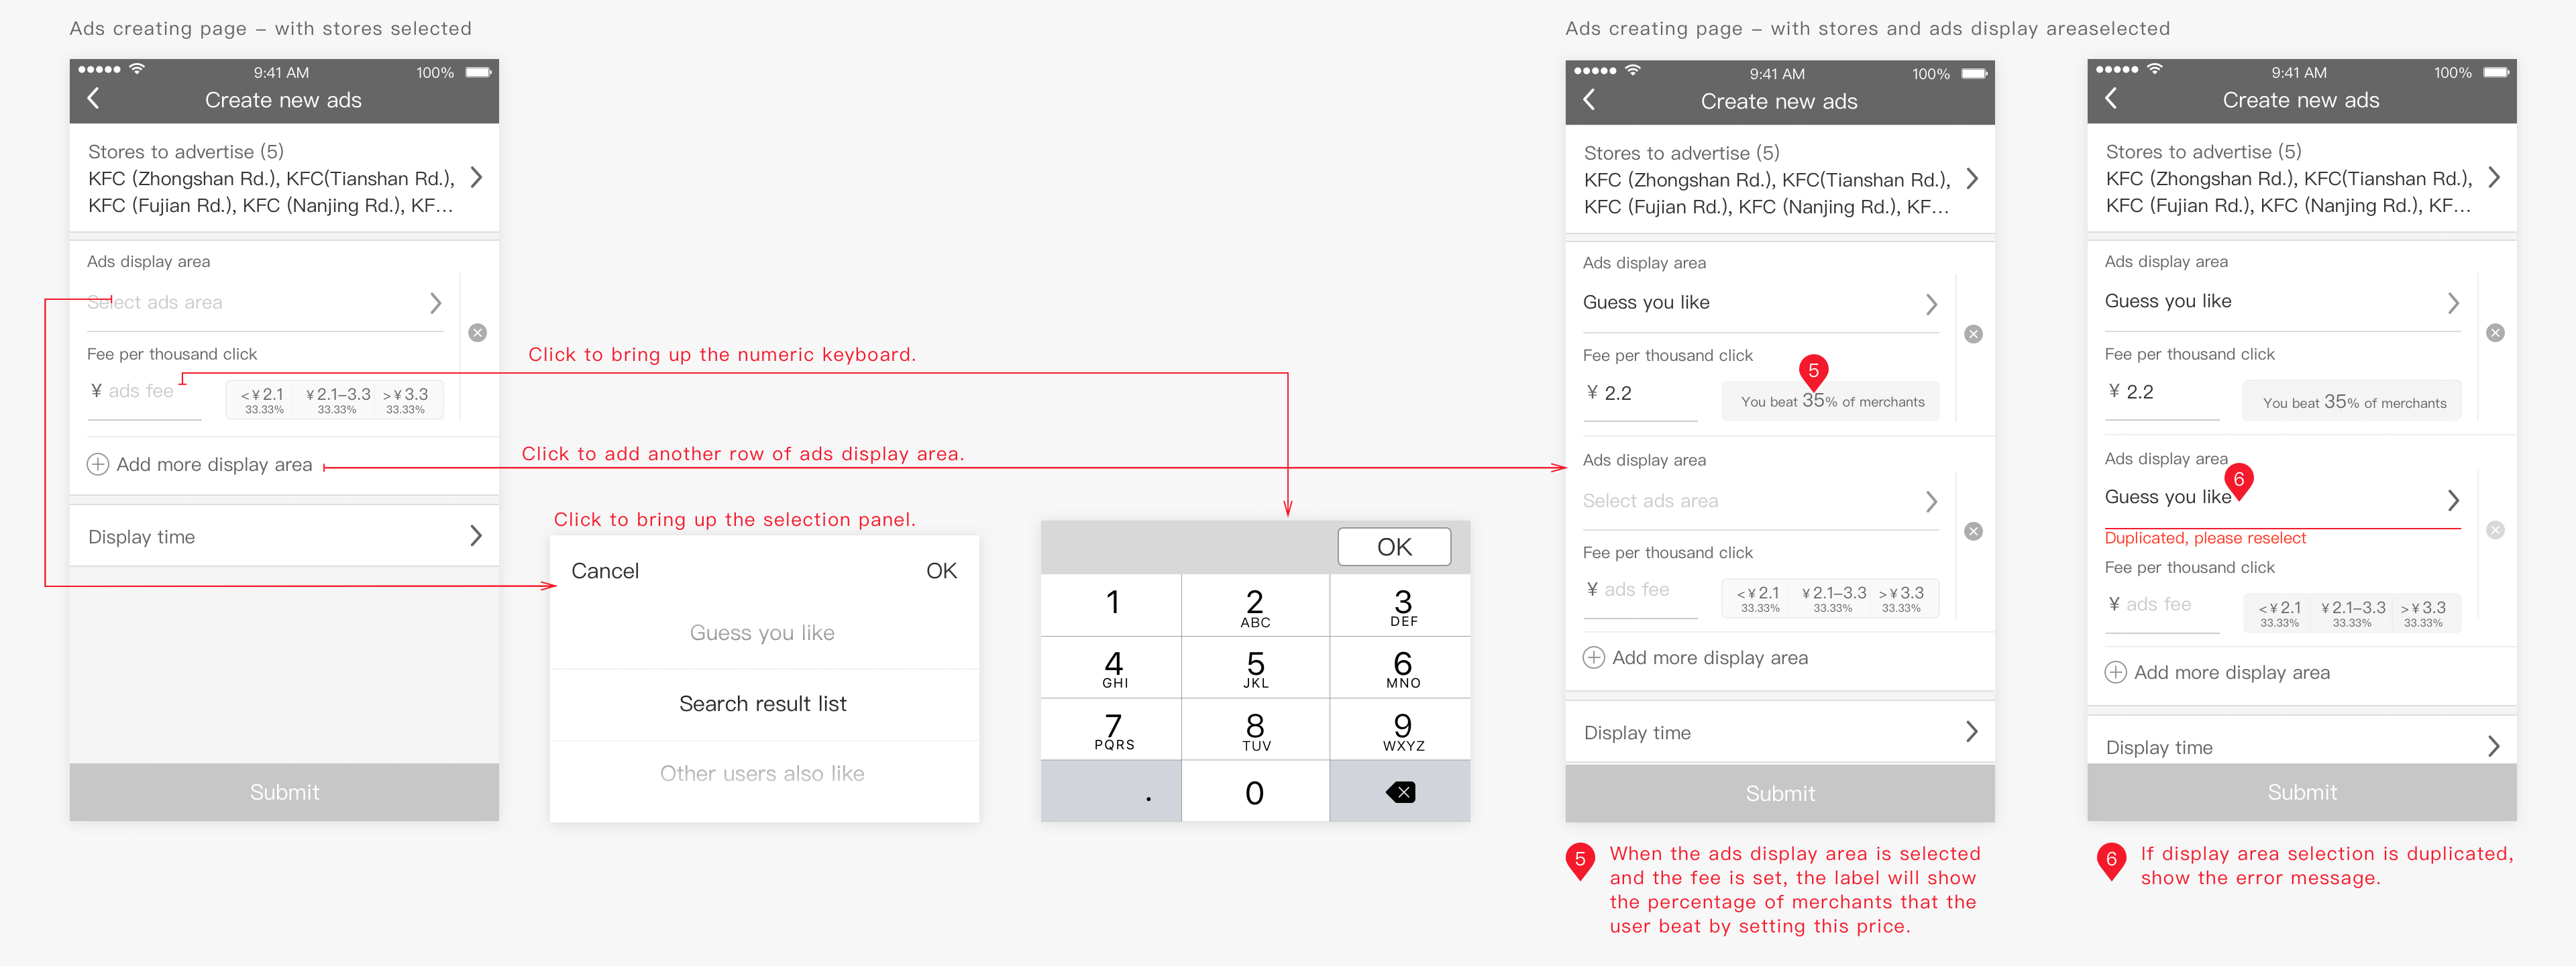 Ads creating page – with stores selected
9:41 AM
100%
Create new ads
Stores to advertise (5)
KFC (Zhongshan Rd.), KFC(Tianshan Rd.),
KFC (Fujian Rd.), KFC (Nanjing Rd.), KF...
Ads display area
Select ads area
Fee per thousand click
¥ ads fee
<¥2.1 ¥2.1–3.3 >¥3.3
33.33% 33.33% 33.33%
Add more display area
Display time
Submit
Click to bring up the numeric keyboard.
Click to add another row of ads display area.
Click to bring up the selection panel.
Cancel OK
Guess you like
Search result list
Other users also like
OK
1 2 3
ABC DEF
4 5 6
GHI JKL MNO
7 8 9
PQRS TUV WXYZ
. 0
Ads creating page – with stores and ads display areaselected
9:41 AM
100%
Create new ads
Stores to advertise (5)
KFC (Zhongshan Rd.), KFC(Tianshan Rd.),
KFC (Fujian Rd.), KFC (Nanjing Rd.), KF...
Ads display area
Guess you like
Fee per thousand click
5
¥ 2.2
You beat 35% of merchants
Ads display area
Select ads area
Fee per thousand click
¥ ads fee
<¥2.1 ¥2.1–3.3 >¥3.3
33.33% 33.33% 33.33%
Add more display area
Display time
Submit
5 When the ads display area is selected
and the fee is set, the label will show
the percentage of merchants that the
user beat by setting this price.
9:41 AM
100%
Create new ads
Stores to advertise (5)
KFC (Zhongshan Rd.), KFC(Tianshan Rd.),
KFC (Fujian Rd.), KFC (Nanjing Rd.), KF...
Ads display area
Guess you like
Fee per thousand click
¥ 2.2
You beat 35% of merchants
Ads display area
6
Guess you like
Duplicated, please reselect
Fee per thousand click
¥ ads fee
<¥2.1 ¥2.1–3.3 >¥3.3
33.33% 33.33% 33.33%
Add more display area
Display time
Submit
6 If display area selection is duplicated,
show the error message.